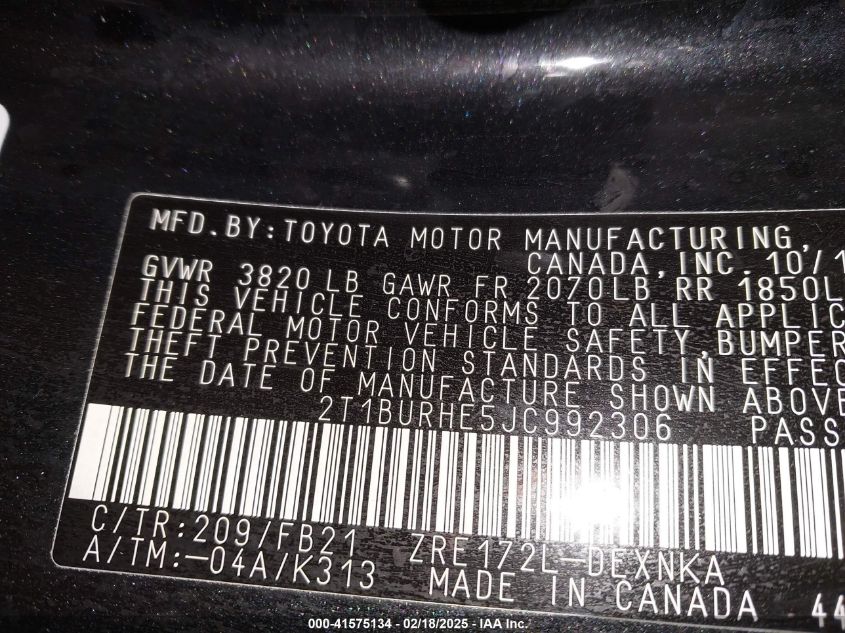 MFD.BY:TOYOTA MOTOR MANUFACTURING,
CANADA,INC. 10/1
GVWR 3820 LB GAWR FR 2070LB RR 1850L
THIS VEHICLE CONFORMS TO ALL APPLIC
FEDERAL MOTOR VEHICLE SAFETY,BUMPER
THEFT PREVENTION STANDARDS IN EFFEC
THE DATE OF MANUFACTURE SHOWN ABOVE
2T1BURHE5JC992306 PASS
C/TR:209/FB21 ZRE172L-DEXNKA
A/TM:-04A/K313 MADE IN CANADA 44
000-41575134 - 02/18/2025 - IAA Inc.